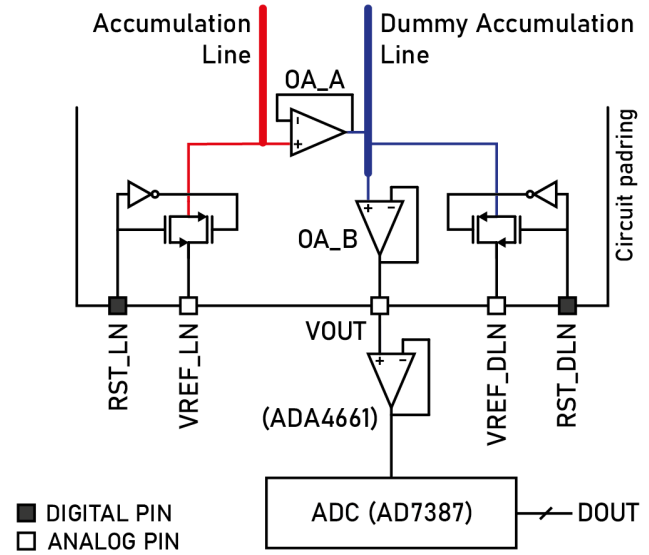 Accumulation
Line
Dummy Accumulation
Line
OA_A
-
+
Circuit padring
+ -
OA_B
VOUT
RST_LN
VREF_LN
VREF_DLN
RST_DLN
+ -
(ADA4661)
ADC (AD7387)
DOUT
DIGITAL PIN
ANALOG PIN